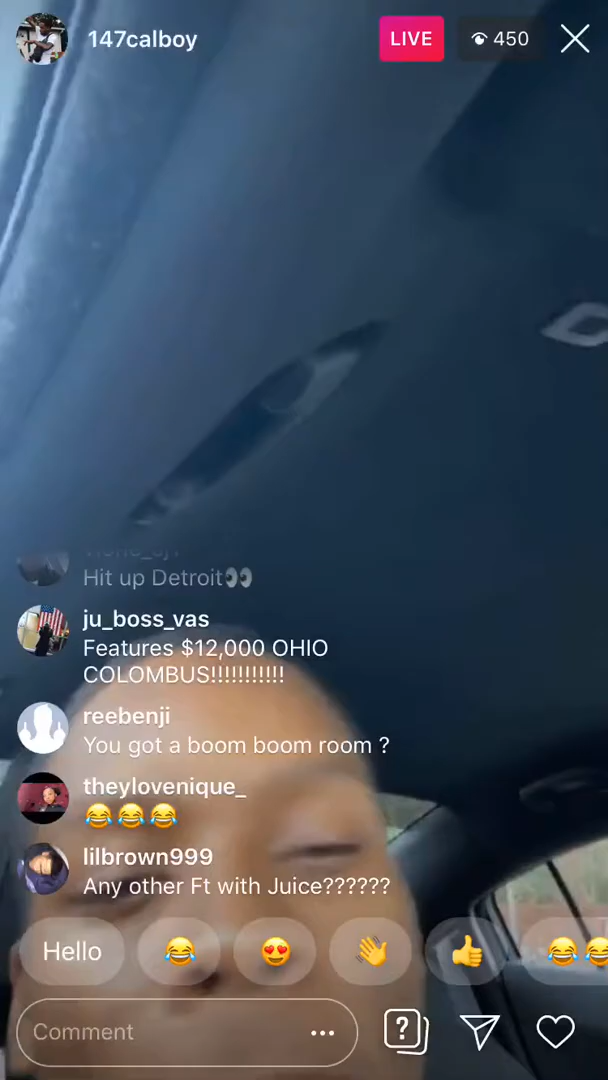 147calboy
LIVE
450
Hit up Detroit👀
ju_boss_vas
Features $12,000 OHIO
COLOMBUS!!!!!!!!!!!
reebenji
You got a boom boom room ?
theylovenique_
😂😂😂
lilbrown999
Any other Ft with Juice??????
Hello 😂 😍 👋 👍 😂😂
Comment